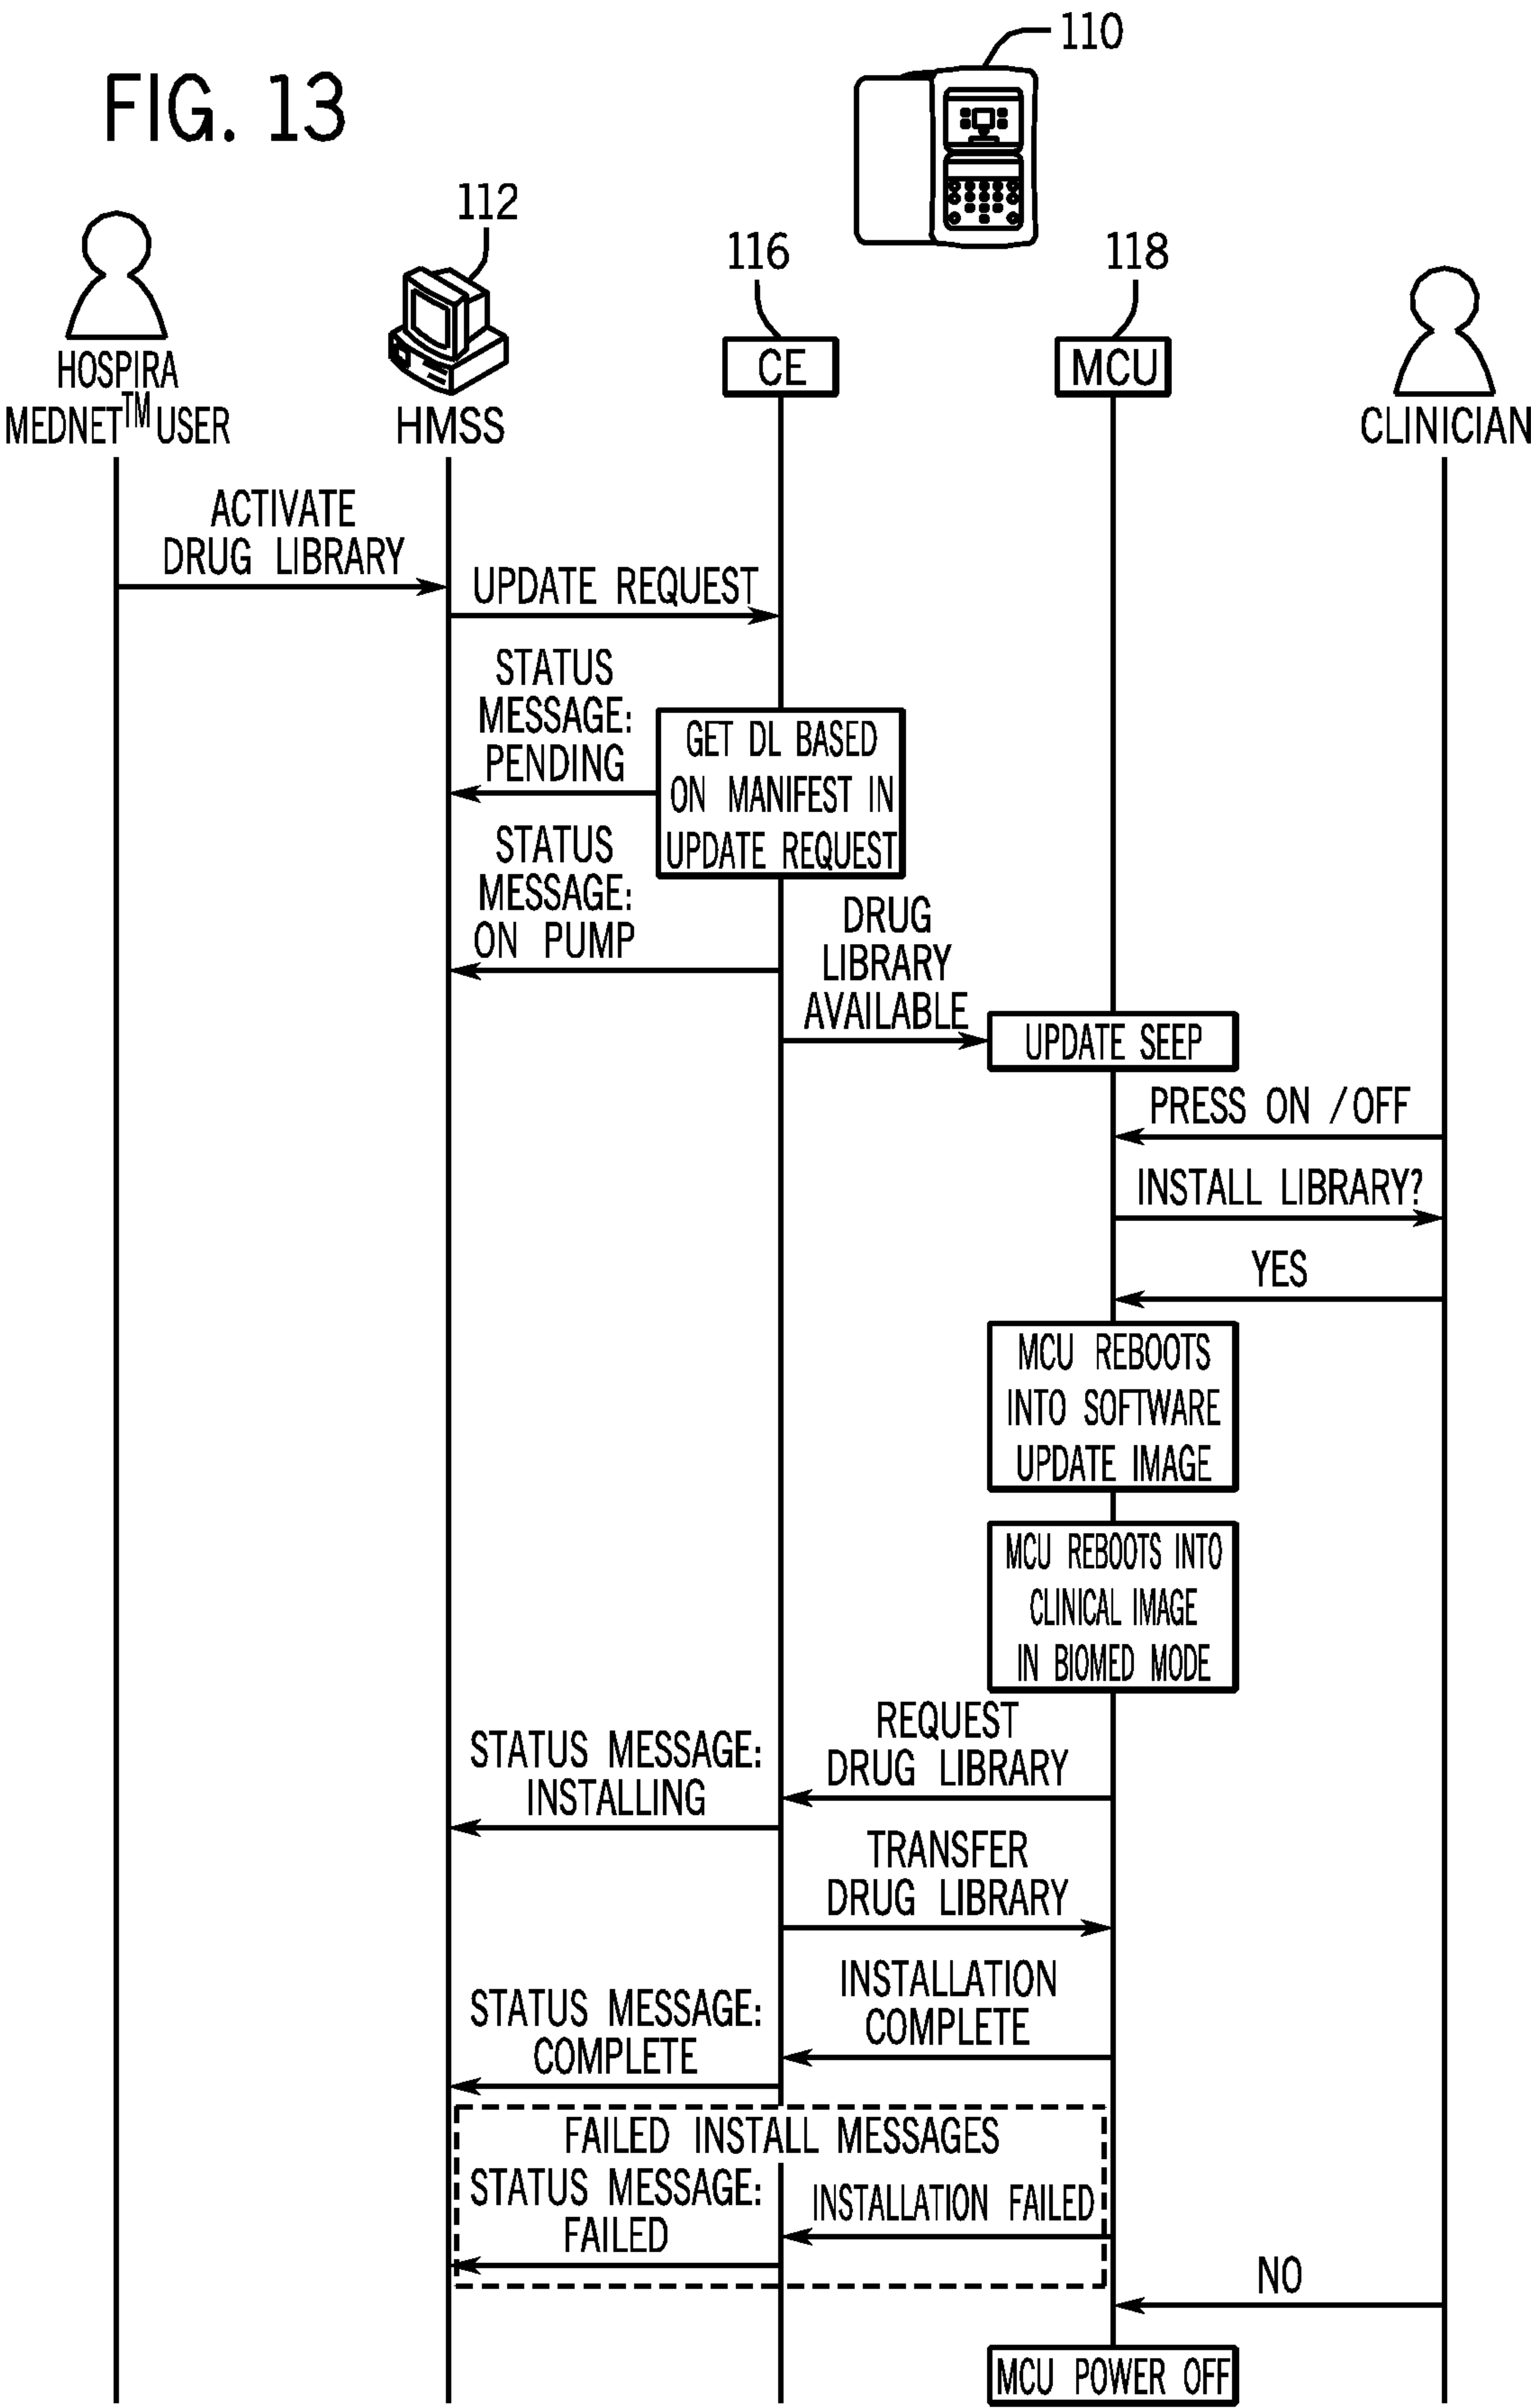 FIG. 13
110
112
116
118
HOSPIRA
MEDNET™ USER
HMSS
CE
MCU
CLINICIAN
ACTIVATE
DRUG LIBRARY
UPDATE REQUEST
STATUS
MESSAGE:
PENDING
GET DL BASED
ON MANIFEST IN
UPDATE REQUEST
STATUS
MESSAGE:
ON PUMP
DRUG
LIBRARY
AVAILABLE
UPDATE SEEP
PRESS ON /OFF
INSTALL LIBRARY?
YES
MCU REBOOTS
INTO SOFTWARE
UPDATE IMAGE
MCU REBOOTS INTO
CLINICAL IMAGE
IN BIOMED MODE
REQUEST
DRUG LIBRARY
STATUS MESSAGE:
INSTALLING
TRANSFER
DRUG LIBRARY
INSTALLATION
COMPLETE
STATUS MESSAGE:
COMPLETE
FAILED INSTALL MESSAGES
INSTALLATION FAILED
STATUS MESSAGE:
FAILED
NO
MCU POWER OFF